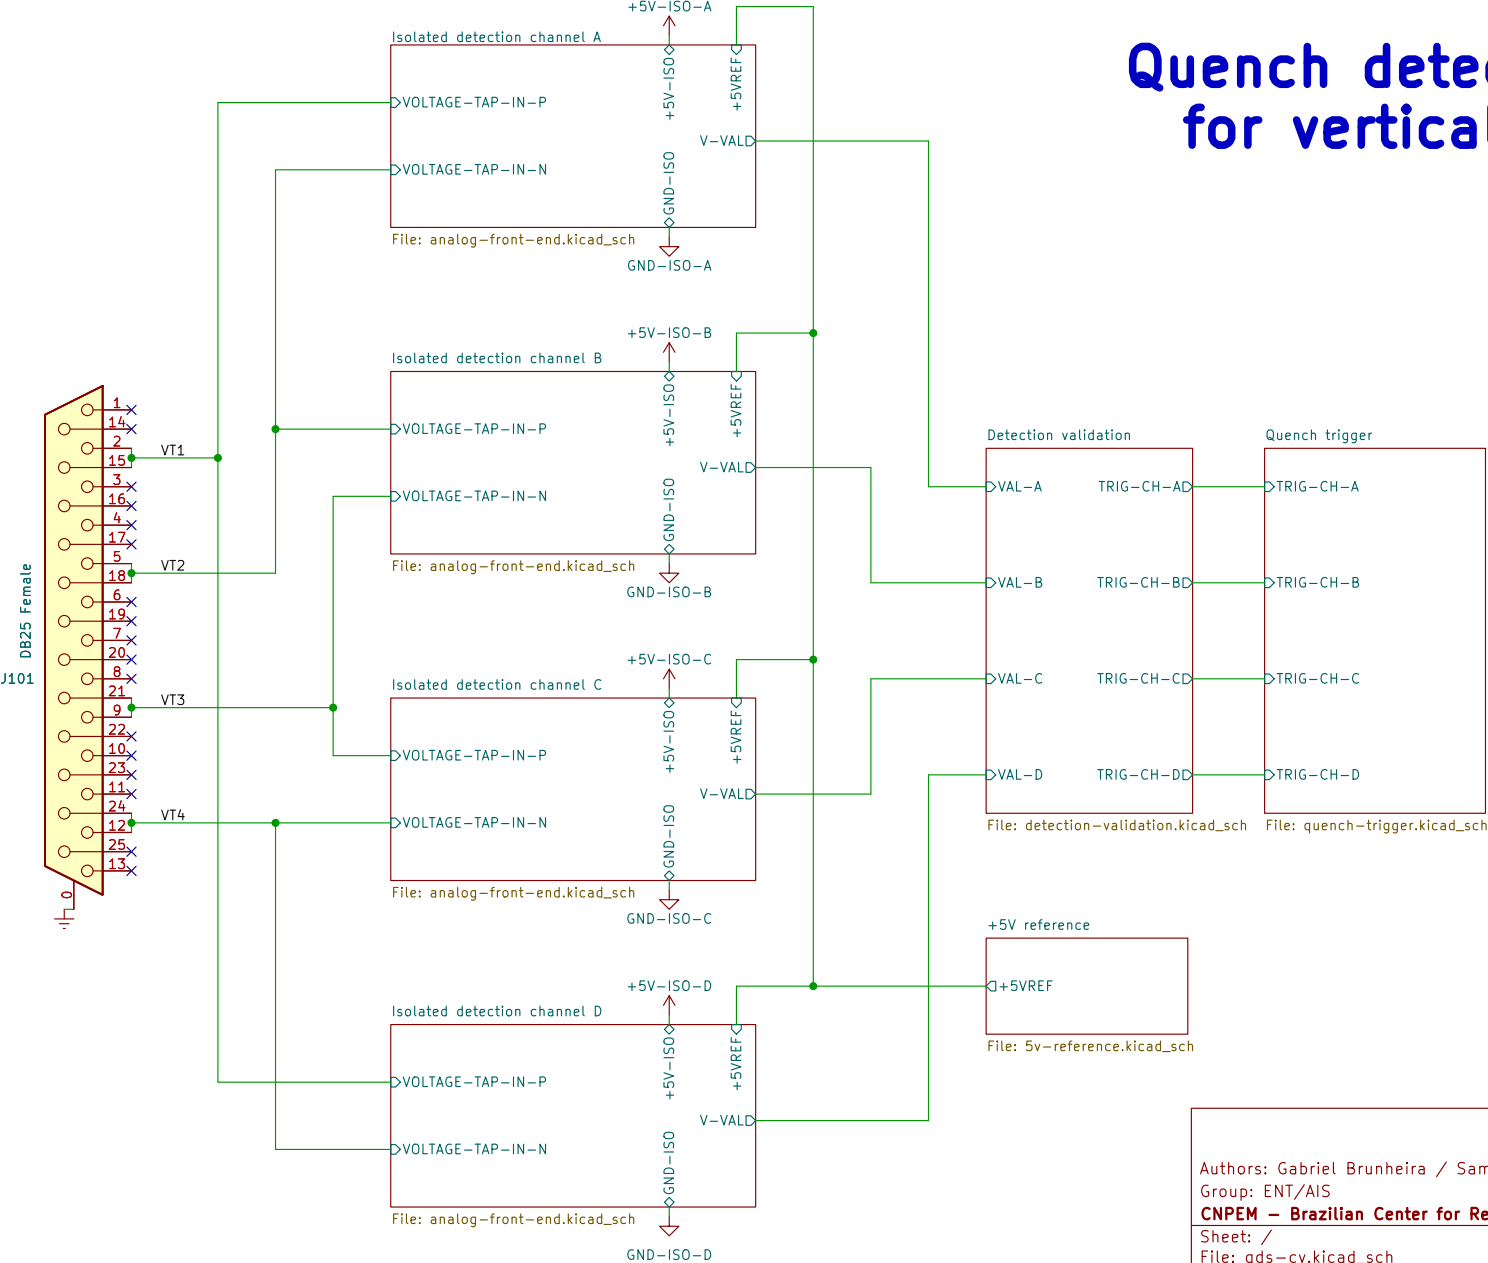 Quench detec
for vertical
+5V-ISO-A
Isolated detection channel A
+5V-ISO
+5VREF
VOLTAGE-TAP-IN-P
V-VAL
VOLTAGE-TAP-IN-N
GND-ISO
File: analog-front-end.kicad_sch
GND-ISO-A
+5V-ISO-B
Isolated detection channel B
+5V-ISO
+5VREF
VOLTAGE-TAP-IN-P
V-VAL
VOLTAGE-TAP-IN-N
GND-ISO
File: analog-front-end.kicad_sch
GND-ISO-B
+5V-ISO-C
Isolated detection channel C
+5V-ISO
+5VREF
VOLTAGE-TAP-IN-P
V-VAL
VOLTAGE-TAP-IN-N
GND-ISO
File: analog-front-end.kicad_sch
GND-ISO-C
+5V-ISO-D
Isolated detection channel D
+5V-ISO
+5VREF
VOLTAGE-TAP-IN-P
V-VAL
VOLTAGE-TAP-IN-N
GND-ISO
File: analog-front-end.kicad_sch
GND-ISO-D
J101
DB25 Female
1
14
2
15
3
16
4
17
5
18
6
19
7
20
8
21
9
22
10
23
11
24
12
25
13
0
VT1
VT2
VT3
VT4
Detection validation
VAL-A TRIG-CH-A
VAL-B TRIG-CH-B
VAL-C TRIG-CH-C
VAL-D TRIG-CH-D
File: detection-validation.kicad_sch
Quench trigger
TRIG-CH-A
TRIG-CH-B
TRIG-CH-C
TRIG-CH-D
File: quench-trigger.kicad_sch
+5V reference
+5VREF
File: 5v-reference.kicad_sch
Authors: Gabriel Brunheira / Sam
Group: ENT/AIS
CNPEM - Brazilian Center for Re
Sheet: /
File: qds-cv.kicad_sch